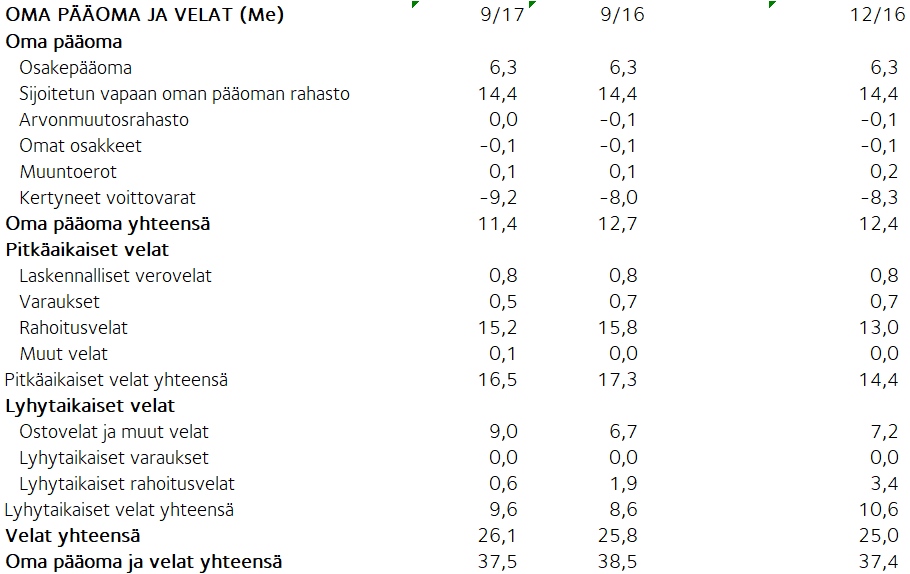 OMA PÄÄOMA JA VELAT (Me) 9/17 9/16 12/16
Oma pääoma
Osakepääoma 6,3 6,3 6,3
Sijoitetun vapaan oman pääoman rahasto 14,4 14,4 14,4
Arvonmuutosrahasto 0,0 -0,1 -0,1
Omat osakkeet -0,1 -0,1 -0,1
Muuntoerot 0,1 0,1 0,2
Kertyneet voittovarat -9,2 -8,0 -8,3
Oma pääoma yhteensä 11,4 12,7 12,4
Pitkäaikaiset velat
Laskennalliset verovelat 0,8 0,8 0,8
Varaukset 0,5 0,7 0,7
Rahoitusvelat 15,2 15,8 13,0
Muut velat 0,1 0,0 0,0
Pitkäaikaiset velat yhteensä 16,5 17,3 14,4
Lyhytaikaiset velat
Ostovelat ja muut velat 9,0 6,7 7,2
Lyhytaikaiset varaukset 0,0 0,0 0,0
Lyhytaikaiset rahoitusvelat 0,6 1,9 3,4
Lyhytaikaiset velat yhteensä 9,6 8,6 10,6
Velat yhteensä 26,1 25,8 25,0
Oma pääoma ja velat yhteensä 37,5 38,5 37,4